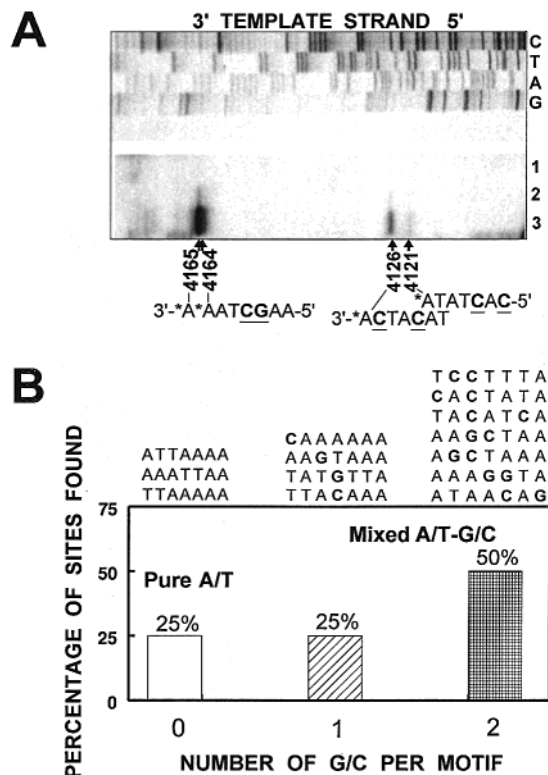 A
3' TEMPLATE STRAND 5'
C
T
A
G
1
2
3
4165
4164
4126
4121
*ATATCAC-5'
3'-*A*AATCGAA-5'
3'-*ACTACAT
B
TCCTTTA
CACTATA
TACATCA
AAGCTAA
AGCTAAA
AAAGGTA
ATAACAG
CAAAAAA
AAGTAAA
TATGTTA
TTACAAA
ATTAAAA
AAATTAA
TTAAAAA
PERCENTAGE OF SITES FOUND
75
50
25
0
Pure A/T
Mixed A/T-G/C
25%
25%
50%
0
1
2
NUMBER OF G/C PER MOTIF